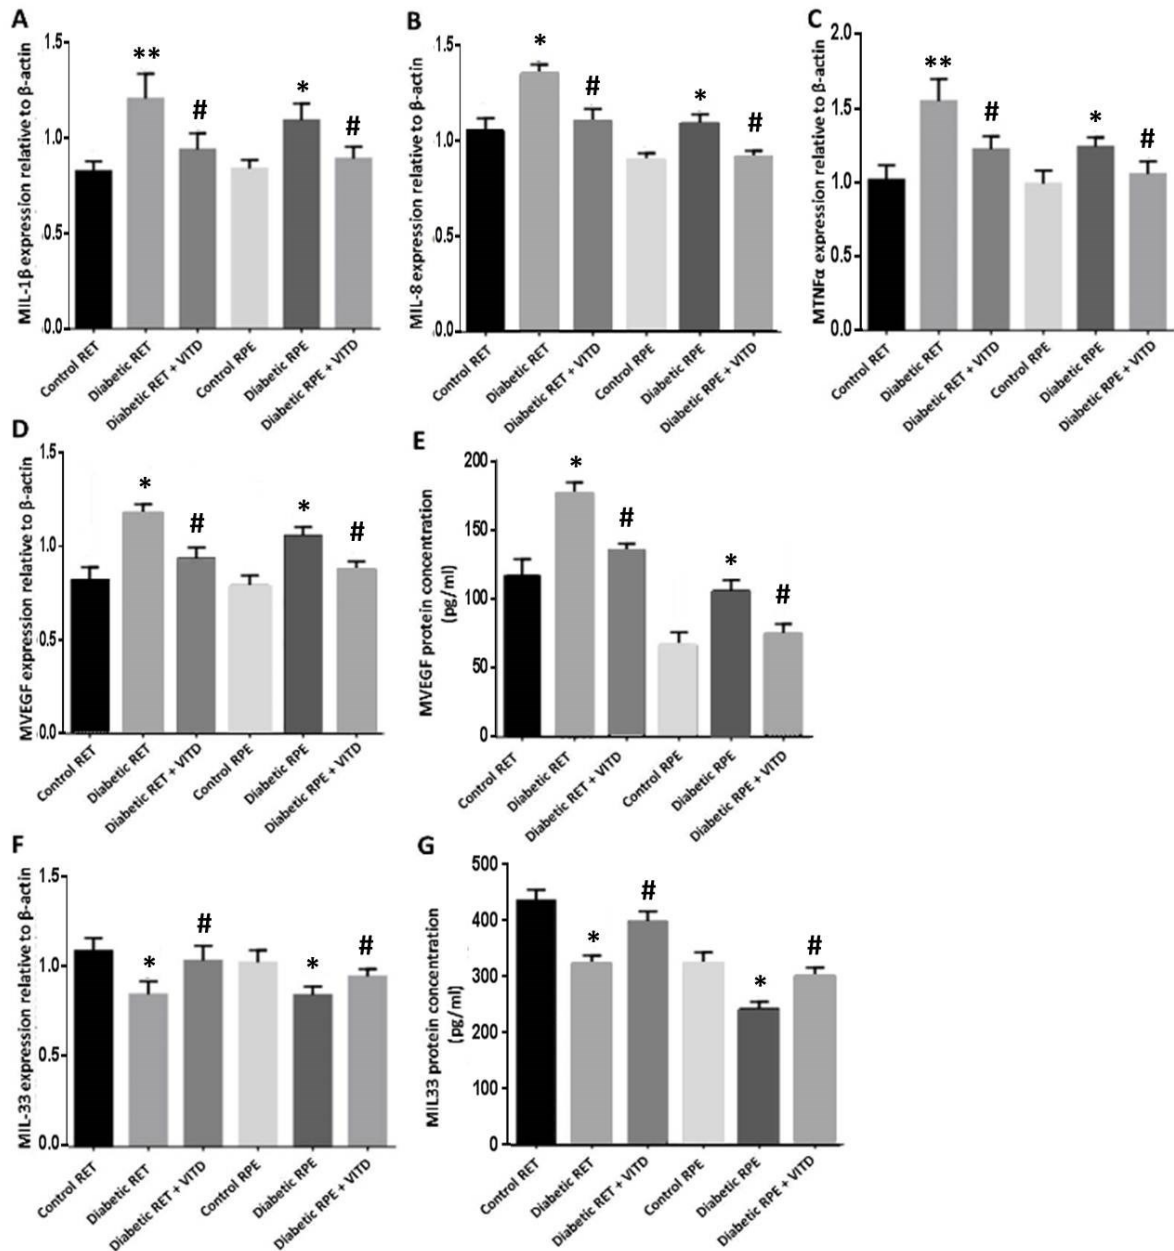 A
MIL-1β expression relative to β-actin
1.5
1.0
0.5
0.0
**
#
*
#
Control RET
Diabetic RET
Diabetic RET + VITD
Control RPE
Diabetic RPE
Diabetic RPE + VITD
B
MIL-8 expression relative to β-actin
1.5
1.0
0.5
0.0
*
#
*
#
Control RET
Diabetic RET
Diabetic RET + VITD
Control RPE
Diabetic RPE
Diabetic RPE + VITD
C
MTNFα expression relative to β-actin
2.0
1.5
1.0
0.5
0.0
**
#
*
#
Control RET
Diabetic RET
Diabetic RET + VITD
Control RPE
Diabetic RPE
Diabetic RPE + VITD
D
MVEGF expression relative to β-actin
1.5
1.0
0.5
0.0
*
#
*
#
Control RET
Diabetic RET
Diabetic RET + VITD
Control RPE
Diabetic RPE
Diabetic RPE + VITD
E
MVEGF protein concentration
(pg/ml)
200
150
100
50
0
*
#
*
#
Control RET
Diabetic RET
Diabetic RET + VITD
Control RPE
Diabetic RPE
Diabetic RPE + VITD
F
MIL-33 expression relative to β-actin
1.5
1.0
0.5
0.0
*
#
*
#
Control RET
Diabetic RET
Diabetic RET + VITD
Control RPE
Diabetic RPE
Diabetic RPE + VITD
G
MIL33 protein concentration
(pg/ml)
500
400
300
200
100
0
*
#
*
#
Control RET
Diabetic RET
Diabetic RET + VITD
Control RPE
Diabetic RPE
Diabetic RPE + VITD